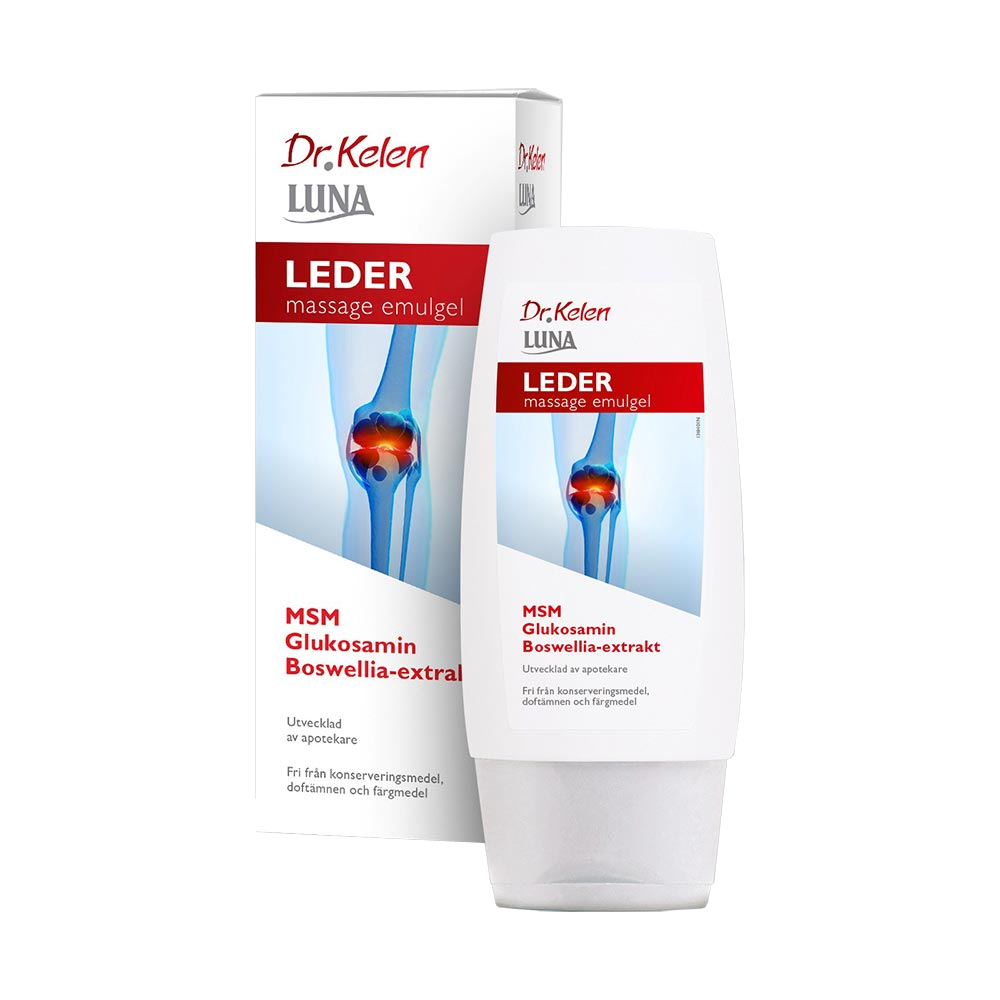 Dr.Kelen
LUNA
LEDER
massage emulgel
MSM
Glukosamin
Boswellia-extrak
Utvecklad
av apotekare
Fri från konserveringsmedel,
doftämnen och färgmedel
Dr.Kelen
LUNA
Dr.Kelen
LUNA
LEDER
massage emulgel
MSM
Glukosamin
Boswellia-extrakt
Utvecklad av apotekare
Fri från konserveringsmedel,
doftämnen och färgmedel